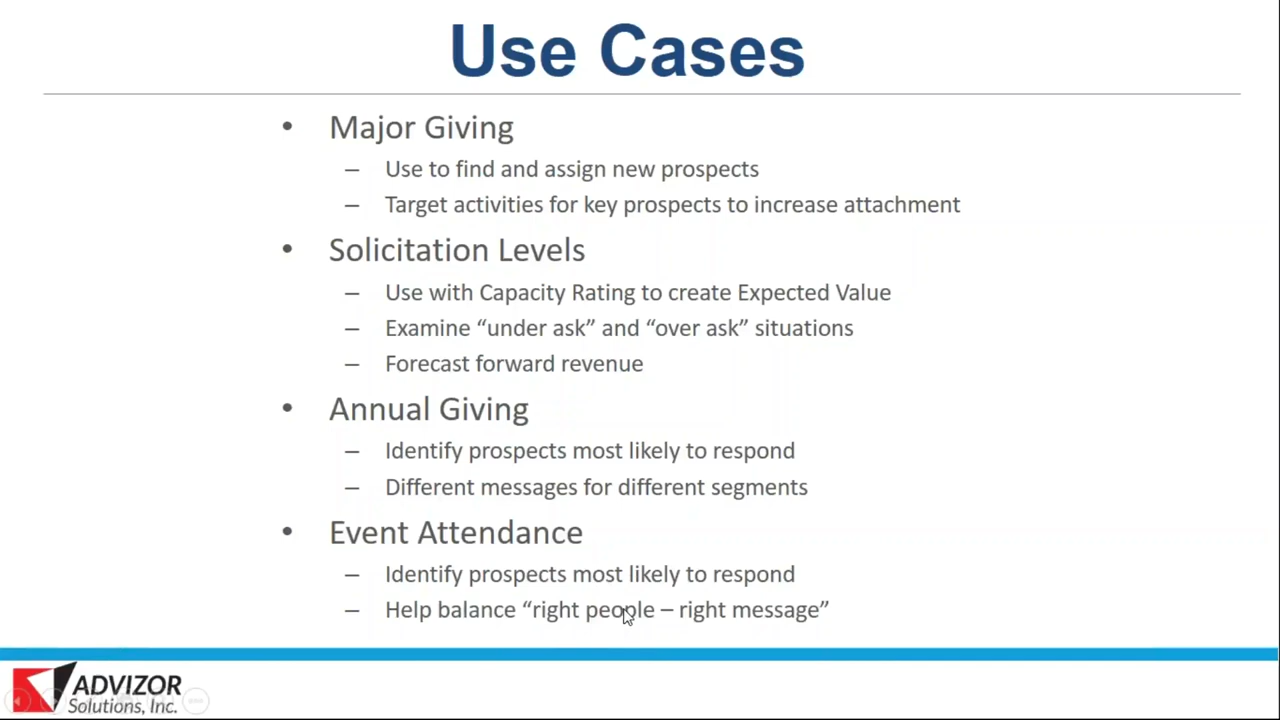 Use Cases
• Major Giving
– Use to find and assign new prospects
– Target activities for key prospects to increase attachment
• Solicitation Levels
– Use with Capacity Rating to create Expected Value
– Examine “under ask” and “over ask” situations
– Forecast forward revenue
• Annual Giving
– Identify prospects most likely to respond
– Different messages for different segments
• Event Attendance
– Identify prospects most likely to respond
– Help balance “right people – right message”
ADVIZOR
Solutions, Inc.